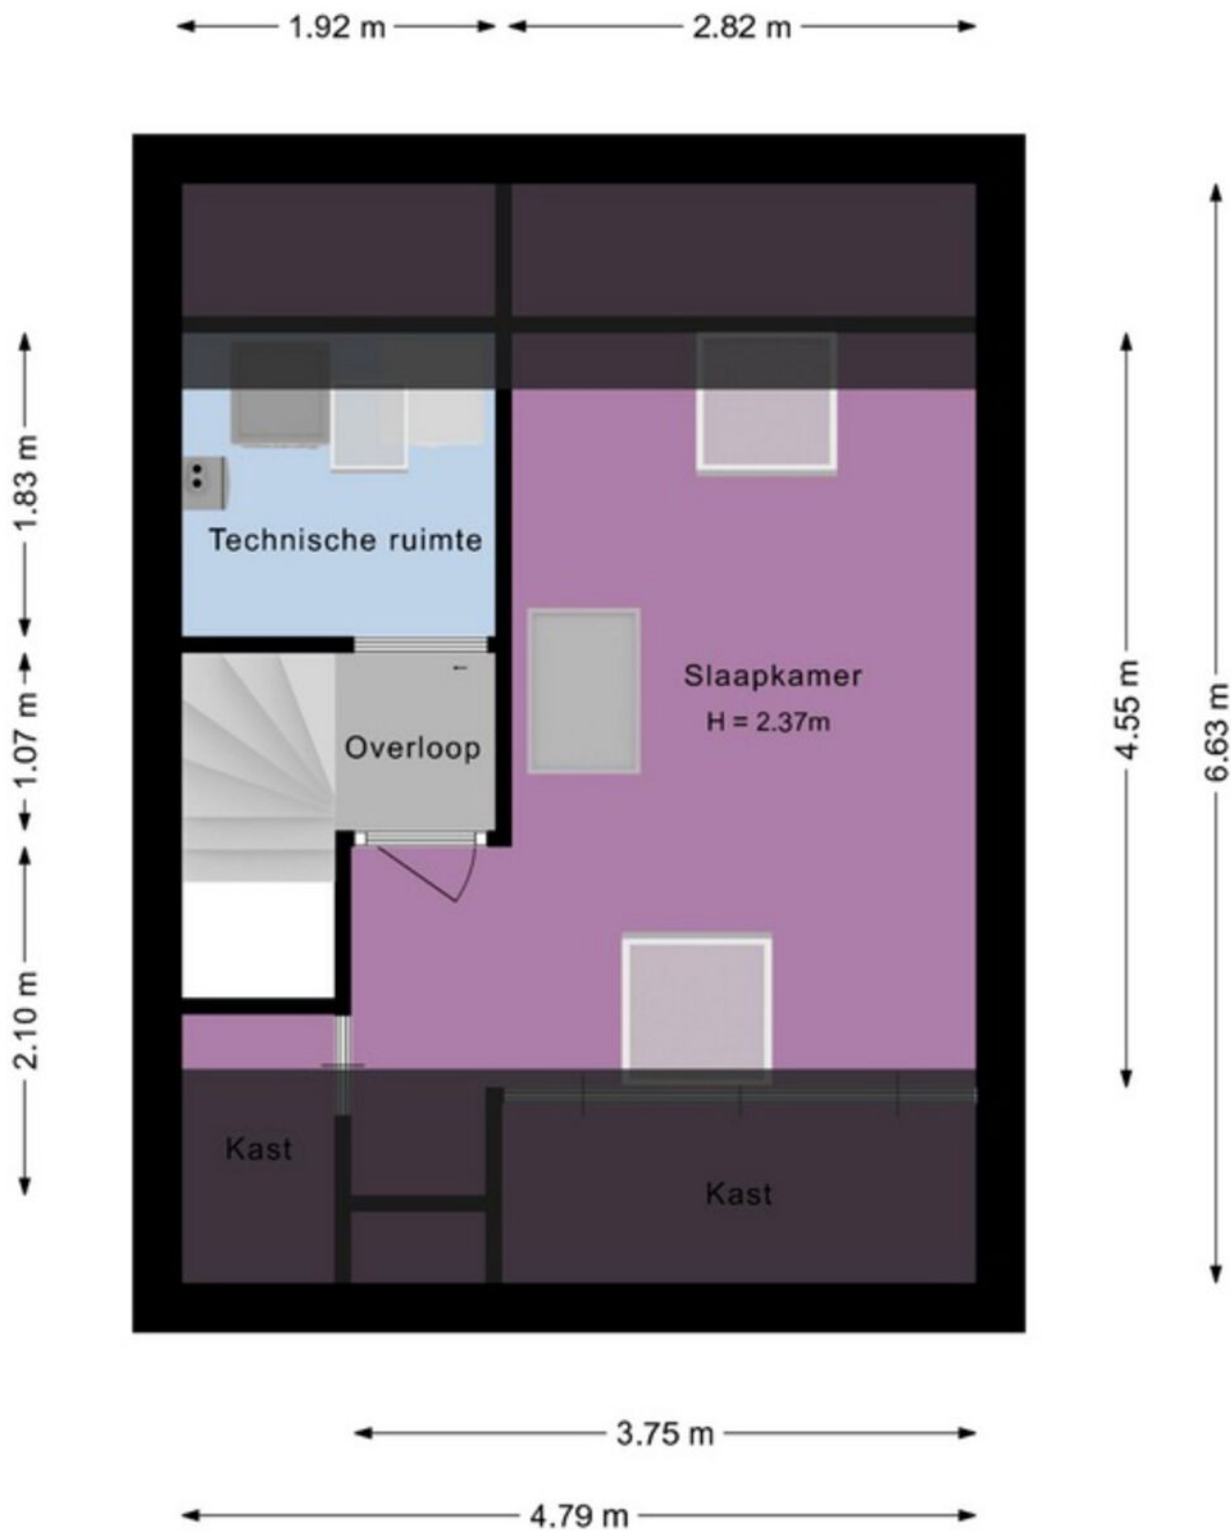 1.92 m
2.82 m
1.83 m
Technische ruimte
Slaapkamer
H = 2.37m
4.55 m
6.63 m
1.07 m
Overloop
2.10 m
Kast
Kast
3.75 m
4.79 m